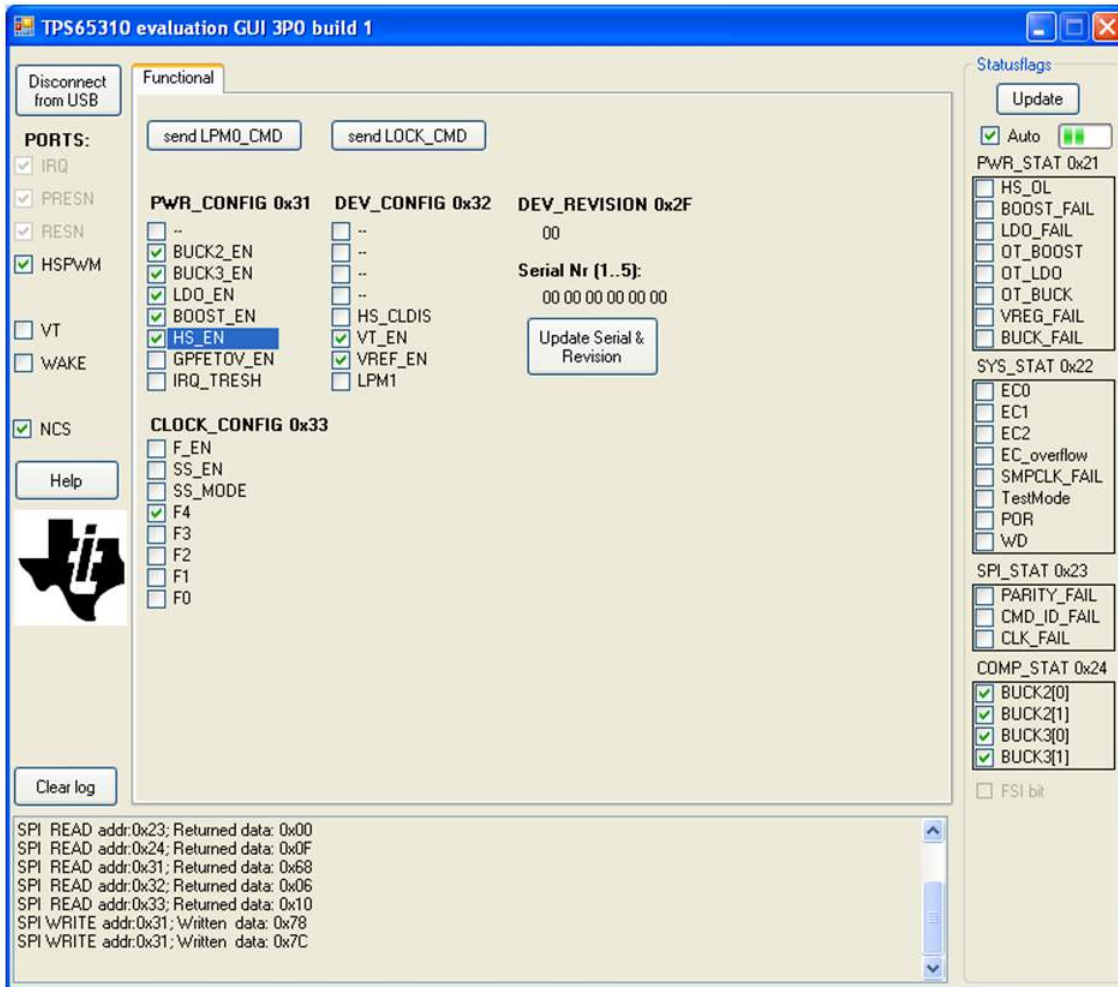 TPS65310 evaluation GUI 3P0 build 1
Disconnect
from USB
PORTS:
IRQ
PRESN
RESN
HSPWM
VT
WAKE
NCS
Help
Clear log
Functional
send LPM0_CMD
send LOCK_CMD
PWR_CONFIG 0x31
--
BUCK2_EN
BUCK3_EN
LDO_EN
BOOST_EN
HS_EN
GPFETOV_EN
IRQ_TRESH
DEV_CONFIG 0x32
--
--
--
--
HS_CLDIS
VT_EN
VREF_EN
LPM1
DEV_REVISION 0x2F
00
Serial Nr (1..5):
00 00 00 00 00 00
Update Serial &
Revision
CLOCK_CONFIG 0x33
F_EN
SS_EN
SS_MODE
F4
F3
F2
F1
F0
Statusflags
Update
Auto
PWR_STAT 0x21
HS_OL
BOOST_FAIL
LDO_FAIL
OT_BOOST
OT_LDO
OT_BUCK
VREG_FAIL
BUCK_FAIL
SYS_STAT 0x22
EC0
EC1
EC2
EC_overflow
SMPCLK_FAIL
TestMode
POR
WD
SPI_STAT 0x23
PARITY_FAIL
CMD_ID_FAIL
CLK_FAIL
COMP_STAT 0x24
BUCK2[0]
BUCK2[1]
BUCK3[0]
BUCK3[1]
FSI bit
SPI READ addr:0x23; Returned data: 0x00
SPI READ addr:0x24; Returned data: 0x0F
SPI READ addr:0x31; Returned data: 0x68
SPI READ addr:0x32; Returned data: 0x06
SPI READ addr:0x33; Returned data: 0x10
SPI WRITE addr:0x31; Written data: 0x78
SPI WRITE addr:0x31; Written data: 0x7C